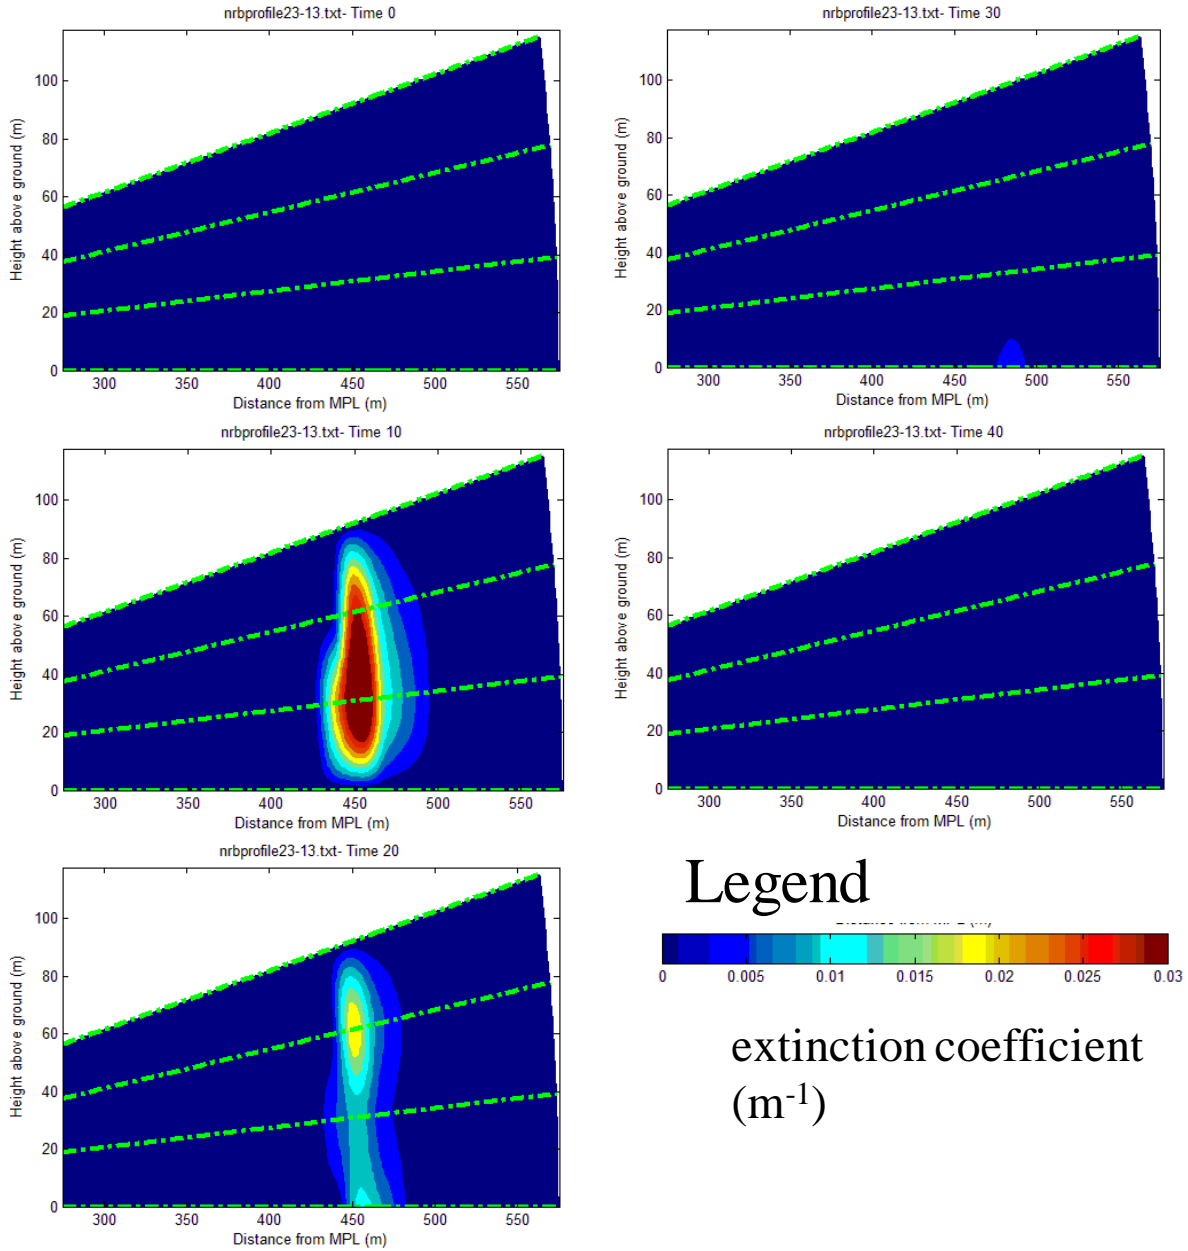 nrbprofile23-13.txt- Time 0
100
80
60
40
20
0
Height above ground (m)
300 350 400 450 500 550
Distance from MPL (m)
nrbprofile23-13.txt- Time 30
100
80
60
40
20
0
Height above ground (m)
300 350 400 450 500 550
Distance from MPL (m)
nrbprofile23-13.txt- Time 10
100
80
60
40
20
0
Height above ground (m)
300 350 400 450 500 550
Distance from MPL (m)
nrbprofile23-13.txt- Time 40
100
80
60
40
20
0
Height above ground (m)
300 350 400 450 500 550
Distance from MPL (m)
nrbprofile23-13.txt- Time 20
100
80
60
40
20
0
Height above ground (m)
300 350 400 450 500 550
Distance from MPL (m)
Legend
0 0.005 0.010 0.015 0.020 0.025 0.03
extinction coefficient
(m⁻¹)